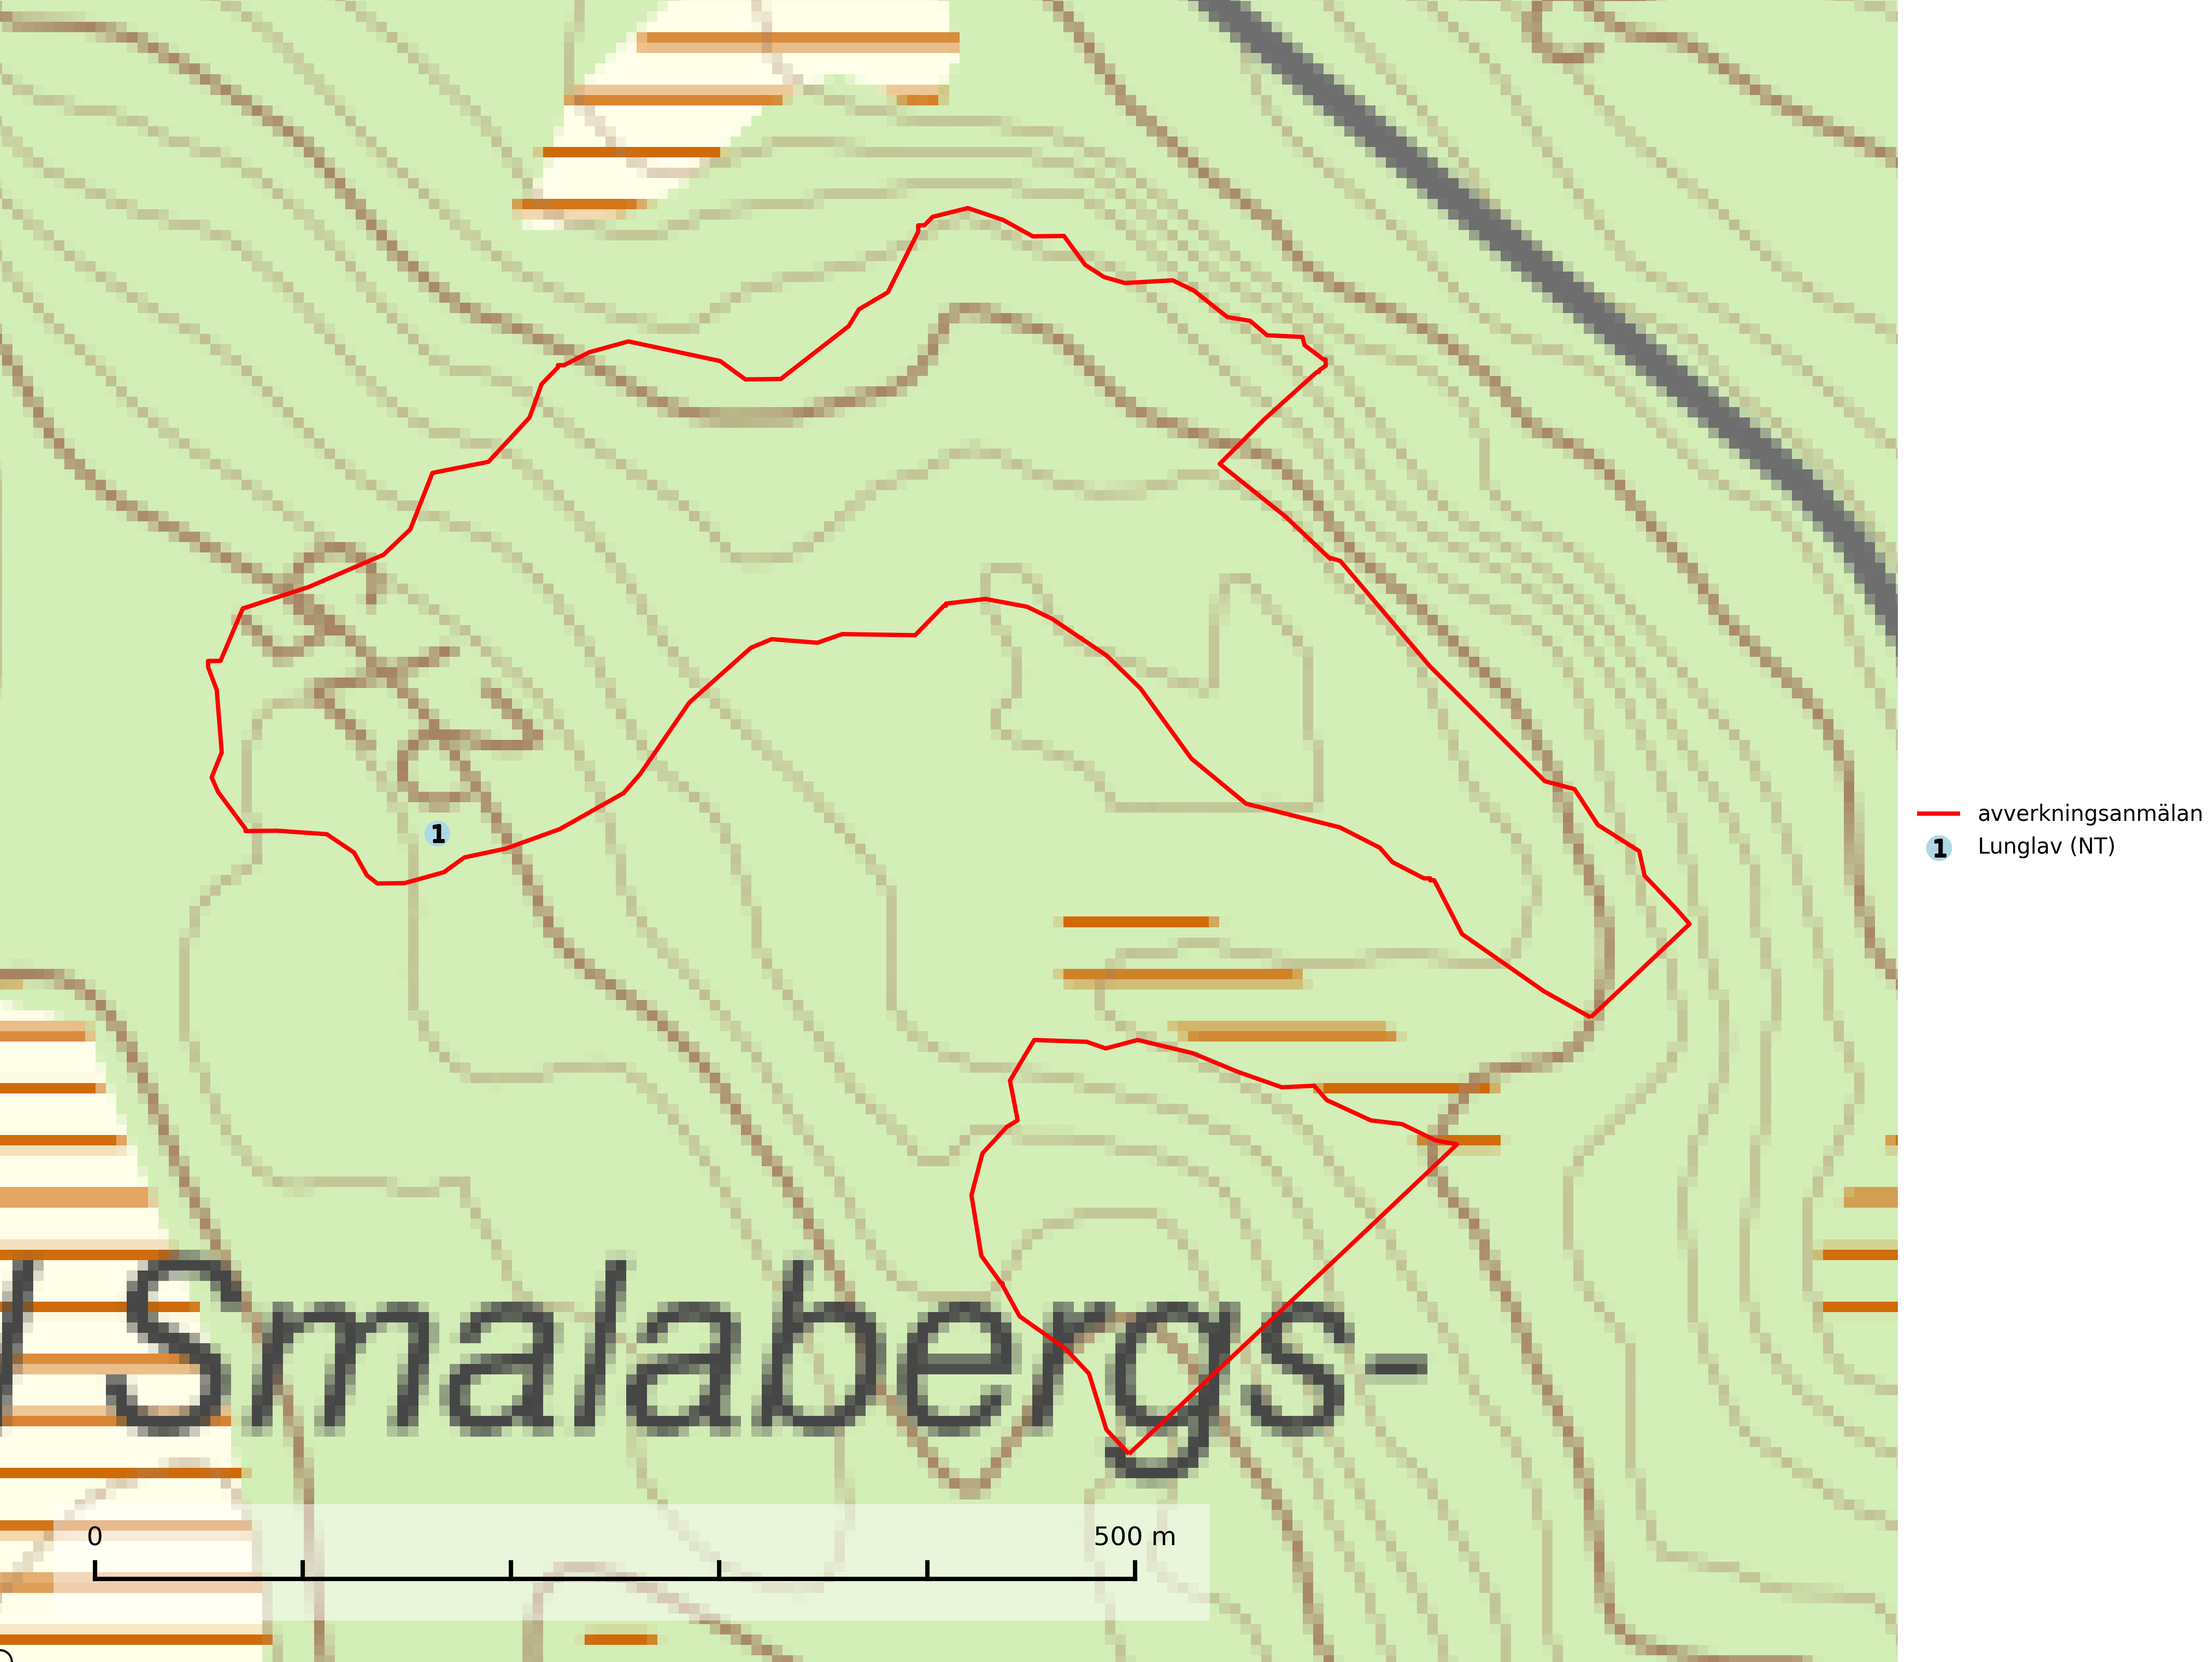 1
avverkningsanmälan
1 Lunglav (NT)
Smalabergs-
0 500 m